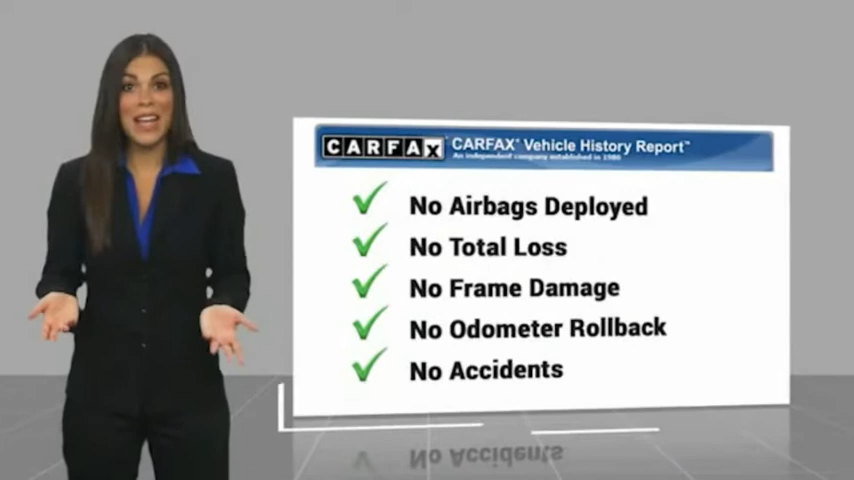 CARFAX CARFAX® Vehicle History Report™
An independent company established in 1986
No Airbags Deployed
No Total Loss
No Frame Damage
No Odometer Rollback
No Accidents
No Accidents